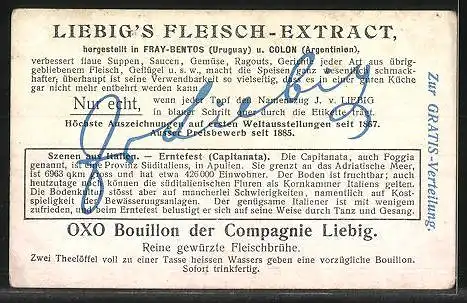 LIEBIG'S FLEISCH-EXTRACT,
hergestellt in FRAY-BENTOS (Uruguay) u. COLON (Argentinien),
verbessert flaue Suppen, Saucen, Gemüse, Ragouts, Gerichte jeder Art aus übrig-
gebliebenem Fleisch, Geflügel u. s. w., macht die Speisen ganz wesentlich schmack-
hafter, überhaupt ist seine Verwendbarkeit so vielseitig, dass es in einer guten Küche
gar nicht mehr entbehrt werden kann.
Nur echt, wenn jeder Topf den Namenszug J. v. LIEBIG
in blauer Schrift durch die Etikette trägt.
Höchste Auszeichnungen auf ersten Weltausstellungen seit 1867.
Ausser Preisbewerb seit 1885.
J v Liebig
Zur GRATIS-Verteilung.
Szenen aus Italien. — Erntefest (Capitanata). Die Capitanata, auch Foggia
genannt, ist eine Provinz Süditaliens, in Apulien. Sie grenzt an das Adriatische Meer,
ist 6963 qkm gross und hat etwa 426 000 Einwohner. Der Boden ist fruchtbar; auch
heutzutage noch können die süditalienischen Fluren als Kornkammer Italiens gelten.
Die Bodenkultur stösst aber auf mancherlei Schwierigkeiten, namentlich auf Kost-
spieligkeit der Bewässerungsanlagen. Der genügsame Italiener ist mit wenigem
zufrieden, und beim Erntefest belustigt er sich auf seine Weise durch Tanz und Gesang.
OXO Bouillon der Compagnie Liebig.
Reine gewürzte Fleischbrühe.
Zwei Theelöffel voll zu einer Tasse heissen Wassers geben eine vorzügliche Bouillon.
Sofort trinkfertig.